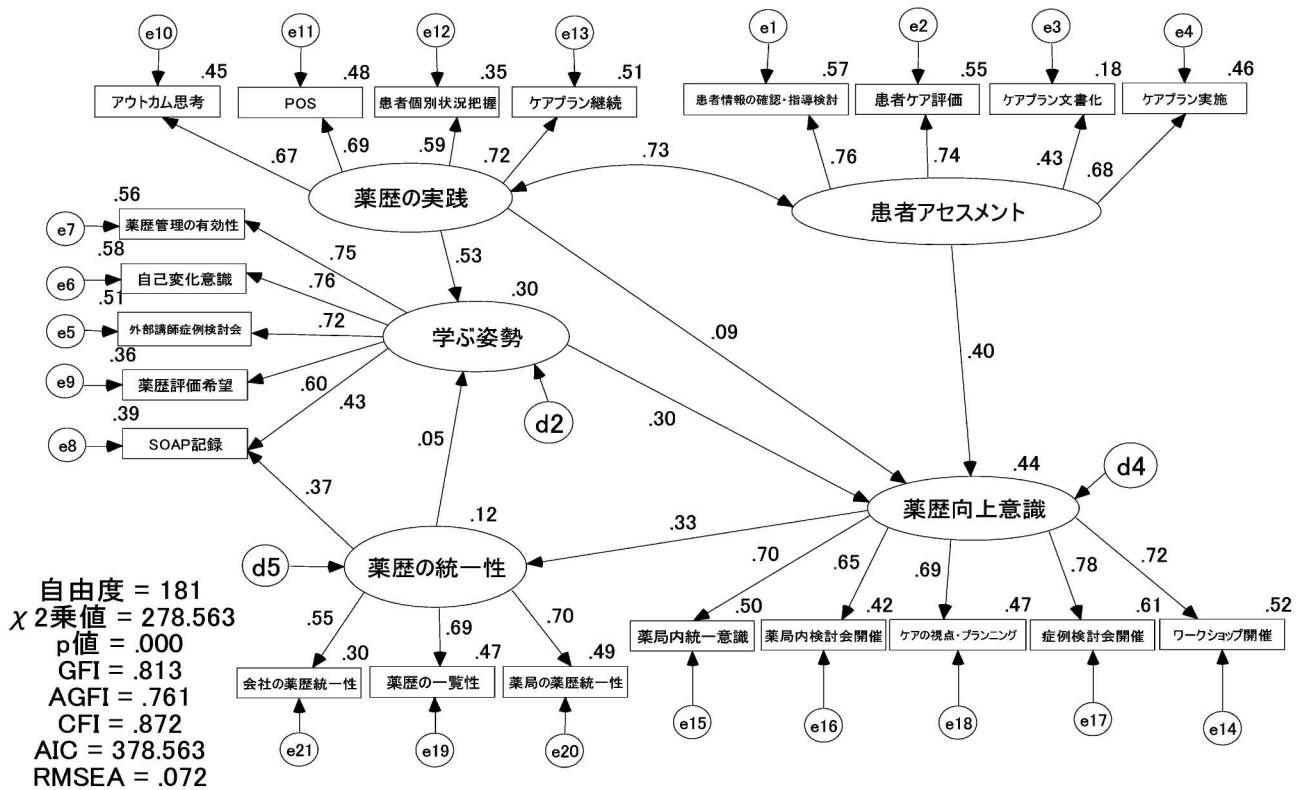 e10
e11
e12
e13
e1
e2
e3
e4
.45
.48
.35
.51
.57
.55
.18
.46
アウトカム思考
POS
患者個別状況把握
ケアプラン継続
患者情報の確認・指導検討
患者ケア評価
ケアプラン文書化
ケアプラン実施
.67
.69
.59
.72
.73
.76
.74
.43
.68
薬歴の実践
患者アセスメント
.56
e7
薬歴管理の有効性
.75
.53
.58
e6
自己変化意識
.76
.30
.51
e5
外部講師症例検討会
.72
学ぶ姿勢
.09
.40
.36
e9
薬歴評価希望
.60
.39
e8
SOAP記録
.43
.05
d2
.30
.37
.44
d4
薬歴向上意識
.12
.33
d5
薬歴の統一性
.70
.65
.69
.78
.72
.55
.69
.70
.50
.42
.47
.61
.52
薬局内統一意識
薬局内検討会開催
ケアの視点・プランニング
症例検討会開催
ワークショップ開催
.30
.47
.49
会社の薬歴統一性
薬歴の一覧性
薬局の薬歴統一性
e15
e16
e18
e17
e14
e21
e19
e20
自由度 = 181
χ2乗値 = 278.563
p値 = .000
GFI = .813
AGFI = .761
CFI = .872
AIC = 378.563
RMSEA = .072